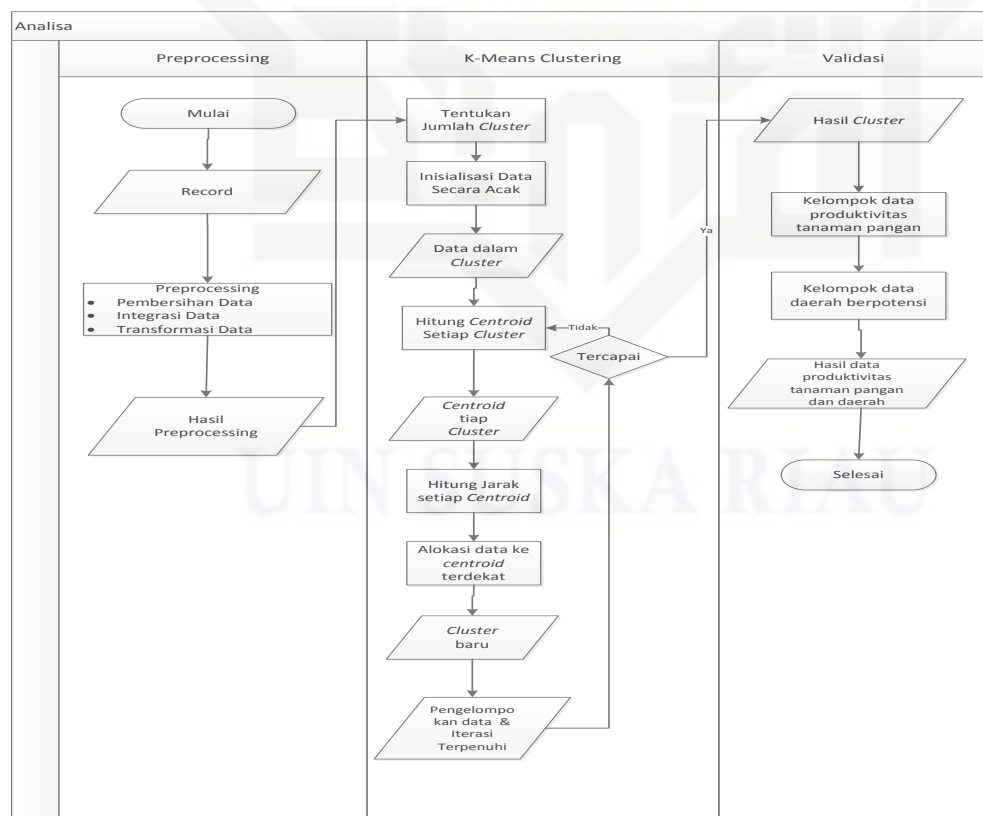 Analisa
Preprocessing
Mulai
Record
Preprocessing
• Pembersihan Data
• Integrasi Data
• Transformasi Data
Hasil
Preprocessing
K-Means Clustering
Tentukan
Jumlah Cluster
Inisialisasi Data
Secara Acak
Data dalam
Cluster
Hitung Centroid
Setiap Cluster
Tidak
Tercapai
Ya
Centroid
tiap
Cluster
Hitung Jarak
setiap Centroid
Alokasi data ke
centroid
terdekat
Cluster
baru
Pengelompo
kan data &
Iterasi
Terpenuhi
Validasi
Hasil Cluster
Kelompok data
produktivitas
tanaman pangan
Kelompok data
daerah berpotensi
Hasil data
produktivitas
tanaman pangan
dan daerah
Selesai
UIN SUSKA RIAU